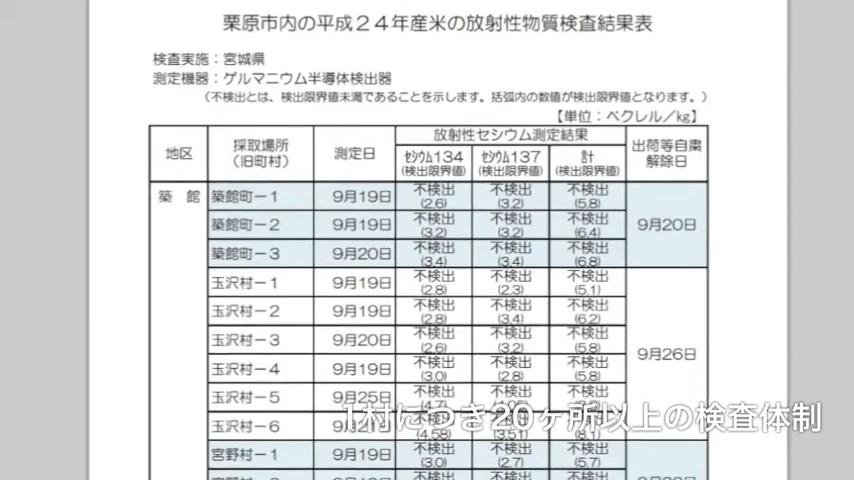 栗原市内の平成２４年産米の放射性物質検査結果表
検査実施：宮城県
測定機器：ゲルマニウム半導体検出器
（不検出とは、検出限界値未満であることを示します。括弧内の数値が検出限界値となります。）
【単位：ベクレル／㎏】
地区 採取場所（旧町村） 測定日 放射性セシウム測定結果 出荷等自粛解除日
ｾｼｳﾑ134（検出限界値） ｾｼｳﾑ137（検出限界値） 計（検出限界値）
築　館 築館町－１ 9月19日 不検出(2.6) 不検出(3.2) 不検出(5.8) 9月20日
築館町－２ 9月19日 不検出(3.2) 不検出(3.2) 不検出(6.4)
築館町－３ 9月20日 不検出(3.4) 不検出(3.4) 不検出(6.8)
玉沢村－１ 9月19日 不検出(2.8) 不検出(2.3) 不検出(5.1) 9月26日
玉沢村－２ 9月19日 不検出(2.8) 不検出(3.4) 不検出(6.2)
玉沢村－３ 9月20日 不検出(2.6) 不検出(3.2) 不検出(5.8)
玉沢村－４ 9月19日 不検出(3.0) 不検出(2.8) 不検出(5.8)
玉沢村－５ 9月25日 不検出(4.7) 不検出 不検出
玉沢村－６ 不検出(4.58) (3.51) (8.1)
1村につき20ヶ所以上の検査体制
宮野村－１ 9月19日 不検出(3.0) 不検出(2.7) 不検出(5.7)